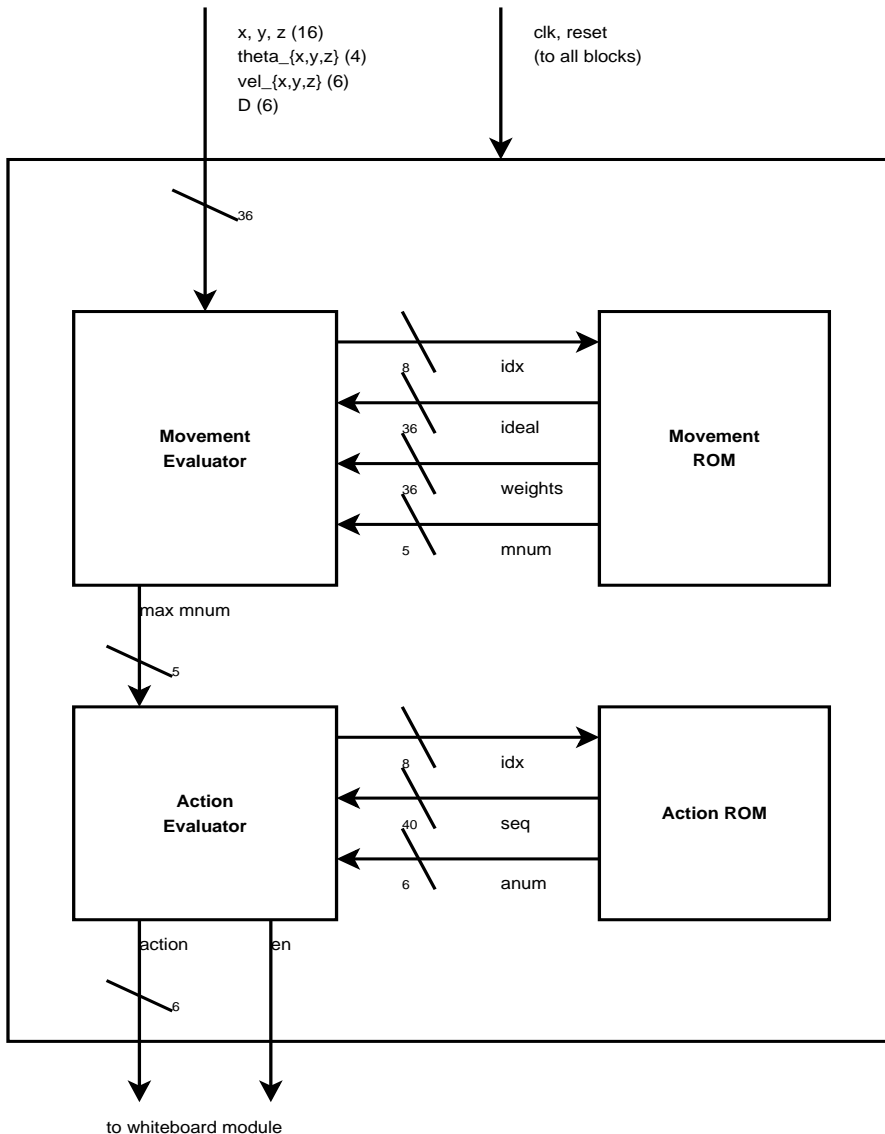 x, y, z (16)
theta_{x,y,z} (4)
vel_{x,y,z} (6)
D (6)
clk, reset
(to all blocks)
36
8 idx
36 ideal
Movement
Evaluator
Movement
ROM
36 weights
5 mnum
max mnum
5
8 idx
Action
Evaluator
40 seq
Action ROM
6 anum
action
en
6
to whiteboard module